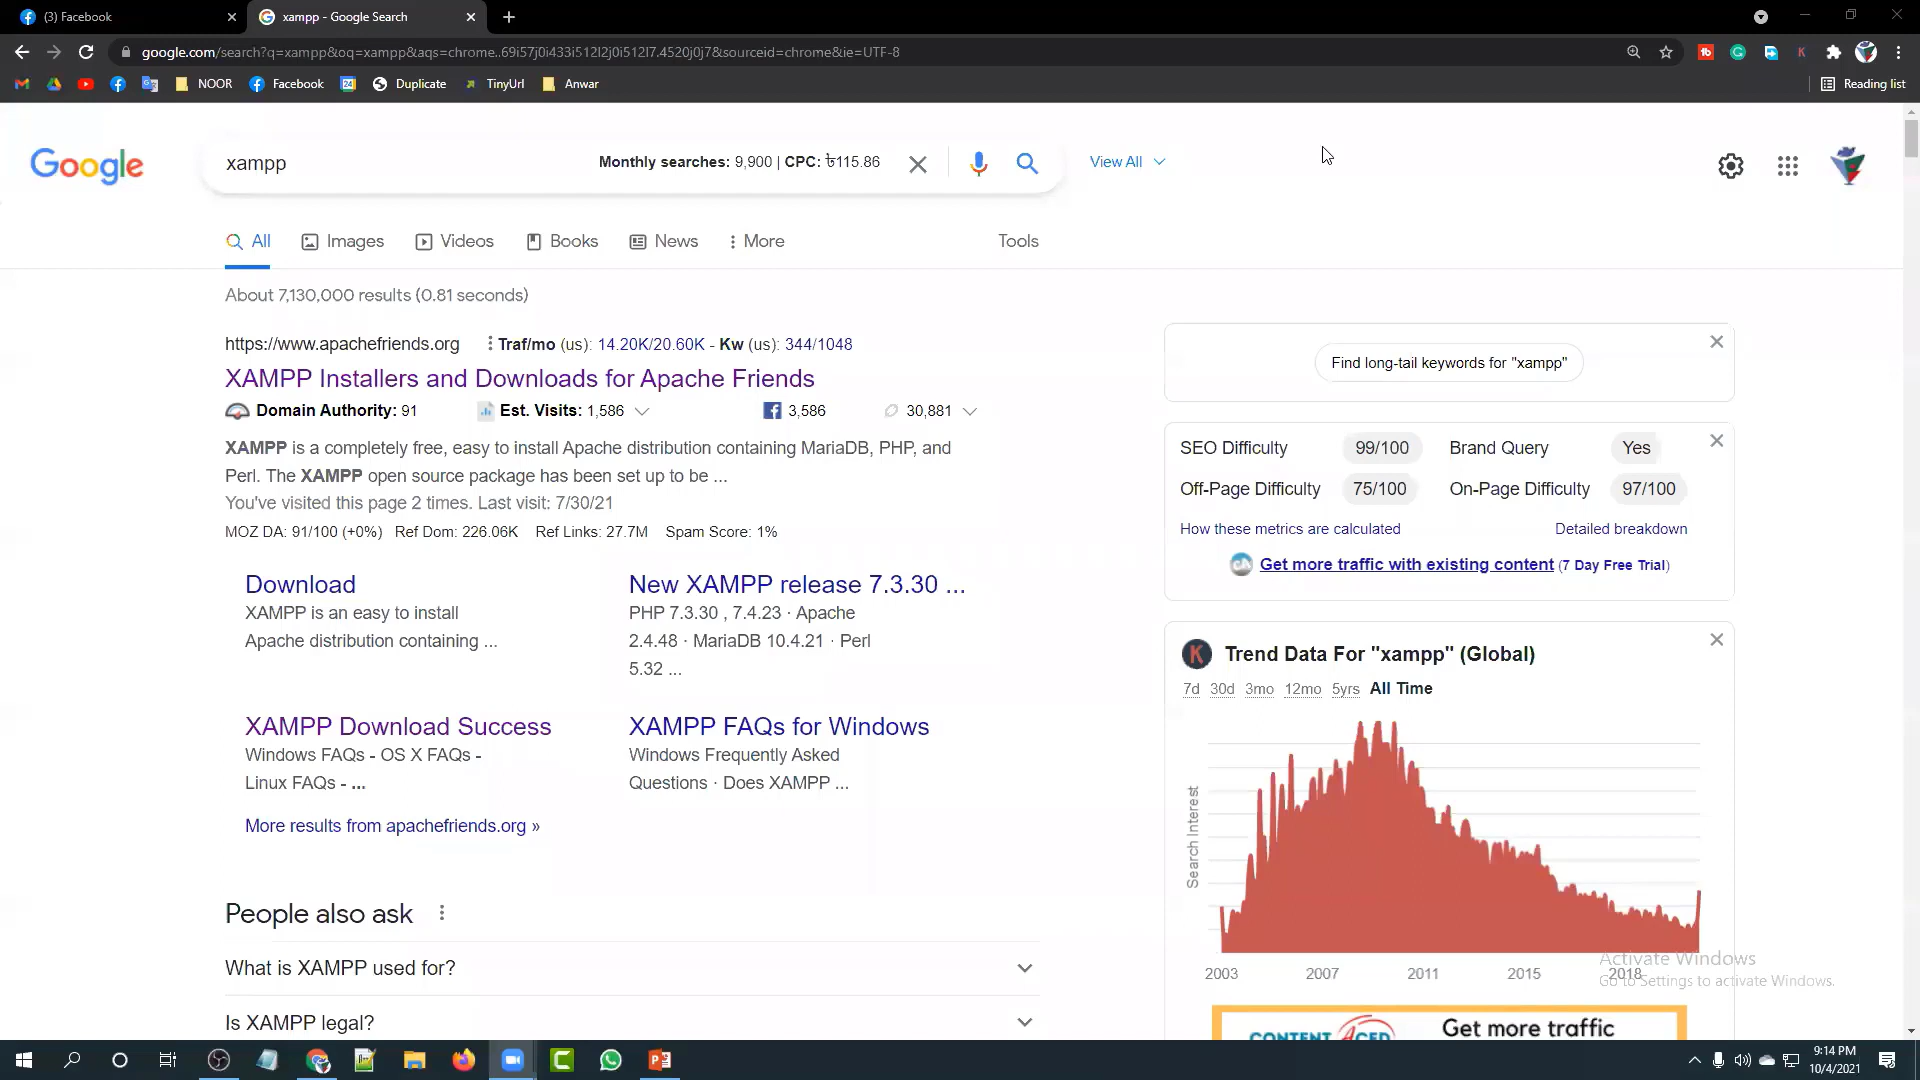 (3) Facebook
xampp - Google Search
google.com/search?q=xampp&oq=xampp&aqs=chrome..69i57j0i433i512l2j0i512l7.4520j0j7&sourceid=chrome&ie=UTF-8
NOOR Facebook 24 Duplicate TinyUrl Anwar Reading list
Google
xampp Monthly searches: 9,900 | CPC: ৳115.86 View All
All Images Videos Books News More Tools
About 7,130,000 results (0.81 seconds)
https://www.apachefriends.org Traf/mo (us): 14.20K/20.60K - Kw (us): 344/1048
XAMPP Installers and Downloads for Apache Friends
Domain Authority: 91 Est. Visits: 1,586 3,586 30,881
XAMPP is a completely free, easy to install Apache distribution containing MariaDB, PHP, and
Perl. The XAMPP open source package has been set up to be ...
You've visited this page 2 times. Last visit: 7/30/21
MOZ DA: 91/100 (+0%) Ref Dom: 226.06K Ref Links: 27.7M Spam Score: 1%
Download
XAMPP is an easy to install
Apache distribution containing ...
New XAMPP release 7.3.30 ...
PHP 7.3.30 , 7.4.23 · Apache
2.4.48 · MariaDB 10.4.21 · Perl
5.32 ...
XAMPP Download Success
Windows FAQs - OS X FAQs -
Linux FAQs - ...
XAMPP FAQs for Windows
Windows Frequently Asked
Questions · Does XAMPP ...
More results from apachefriends.org »
People also ask
What is XAMPP used for?
Is XAMPP legal?
Find long-tail keywords for "xampp"
SEO Difficulty 99/100 Brand Query Yes
Off-Page Difficulty 75/100 On-Page Difficulty 97/100
How these metrics are calculated Detailed breakdown
Get more traffic with existing content (7 Day Free Trial)
K Trend Data For "xampp" (Global)
7d 30d 3mo 12mo 5yrs All Time
Search Interest
2003 2007 2011 2015 2018
Activate Windows
Go to Settings to activate Windows.
CONTENT ACED Get more traffic
9:14 PM
10/4/2021